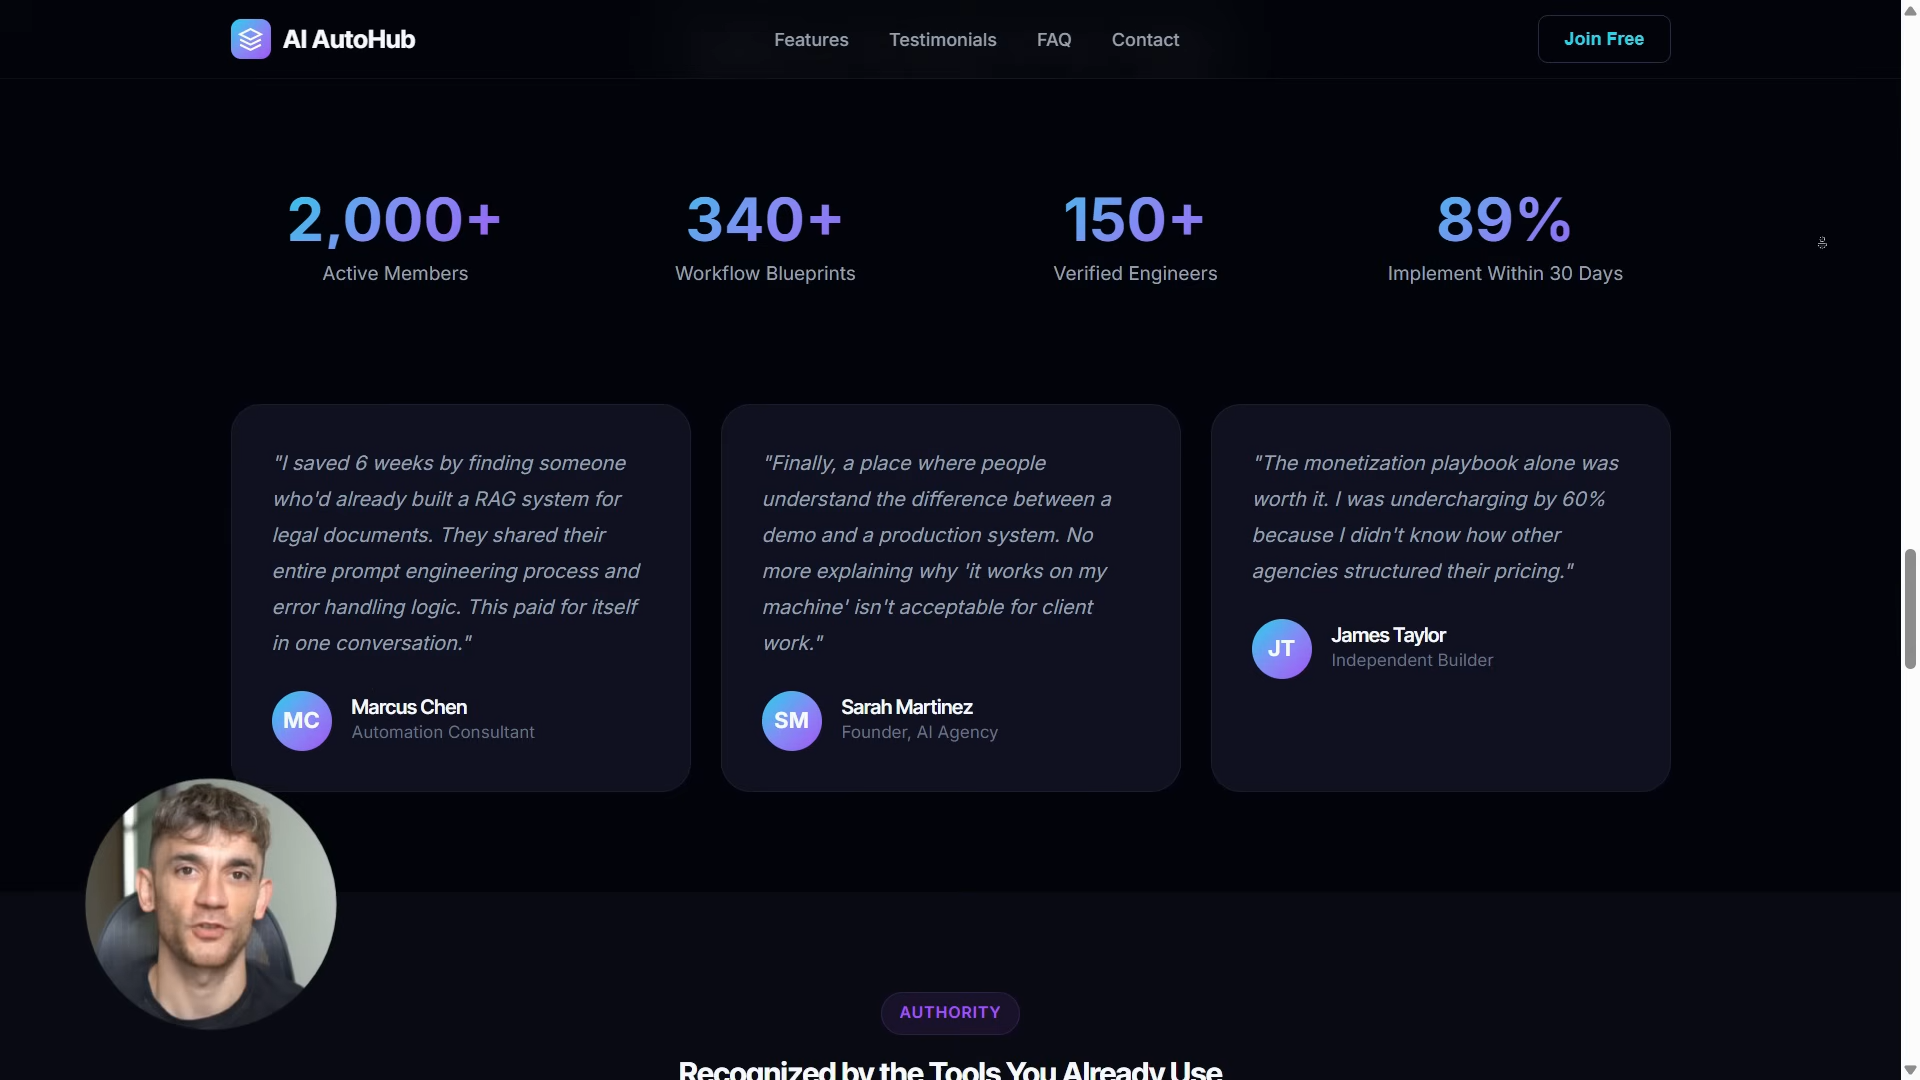 AI AutoHub
Features
Testimonials
FAQ
Contact
Join Free
2,000+
Active Members
340+
Workflow Blueprints
150+
Verified Engineers
89%
Implement Within 30 Days
"I saved 6 weeks by finding someone
who'd already built a RAG system for
legal documents. They shared their
entire prompt engineering process and
error handling logic. This paid for itself
in one conversation."
MC
Marcus Chen
Automation Consultant
"Finally, a place where people
understand the difference between a
demo and a production system. No
more explaining why 'it works on my
machine' isn't acceptable for client
work."
SM
Sarah Martinez
Founder, AI Agency
"The monetization playbook alone was
worth it. I was undercharging by 60%
because I didn't know how other
agencies structured their pricing."
JT
James Taylor
Independent Builder
AUTHORITY
Recognized by the Tools You Already Use